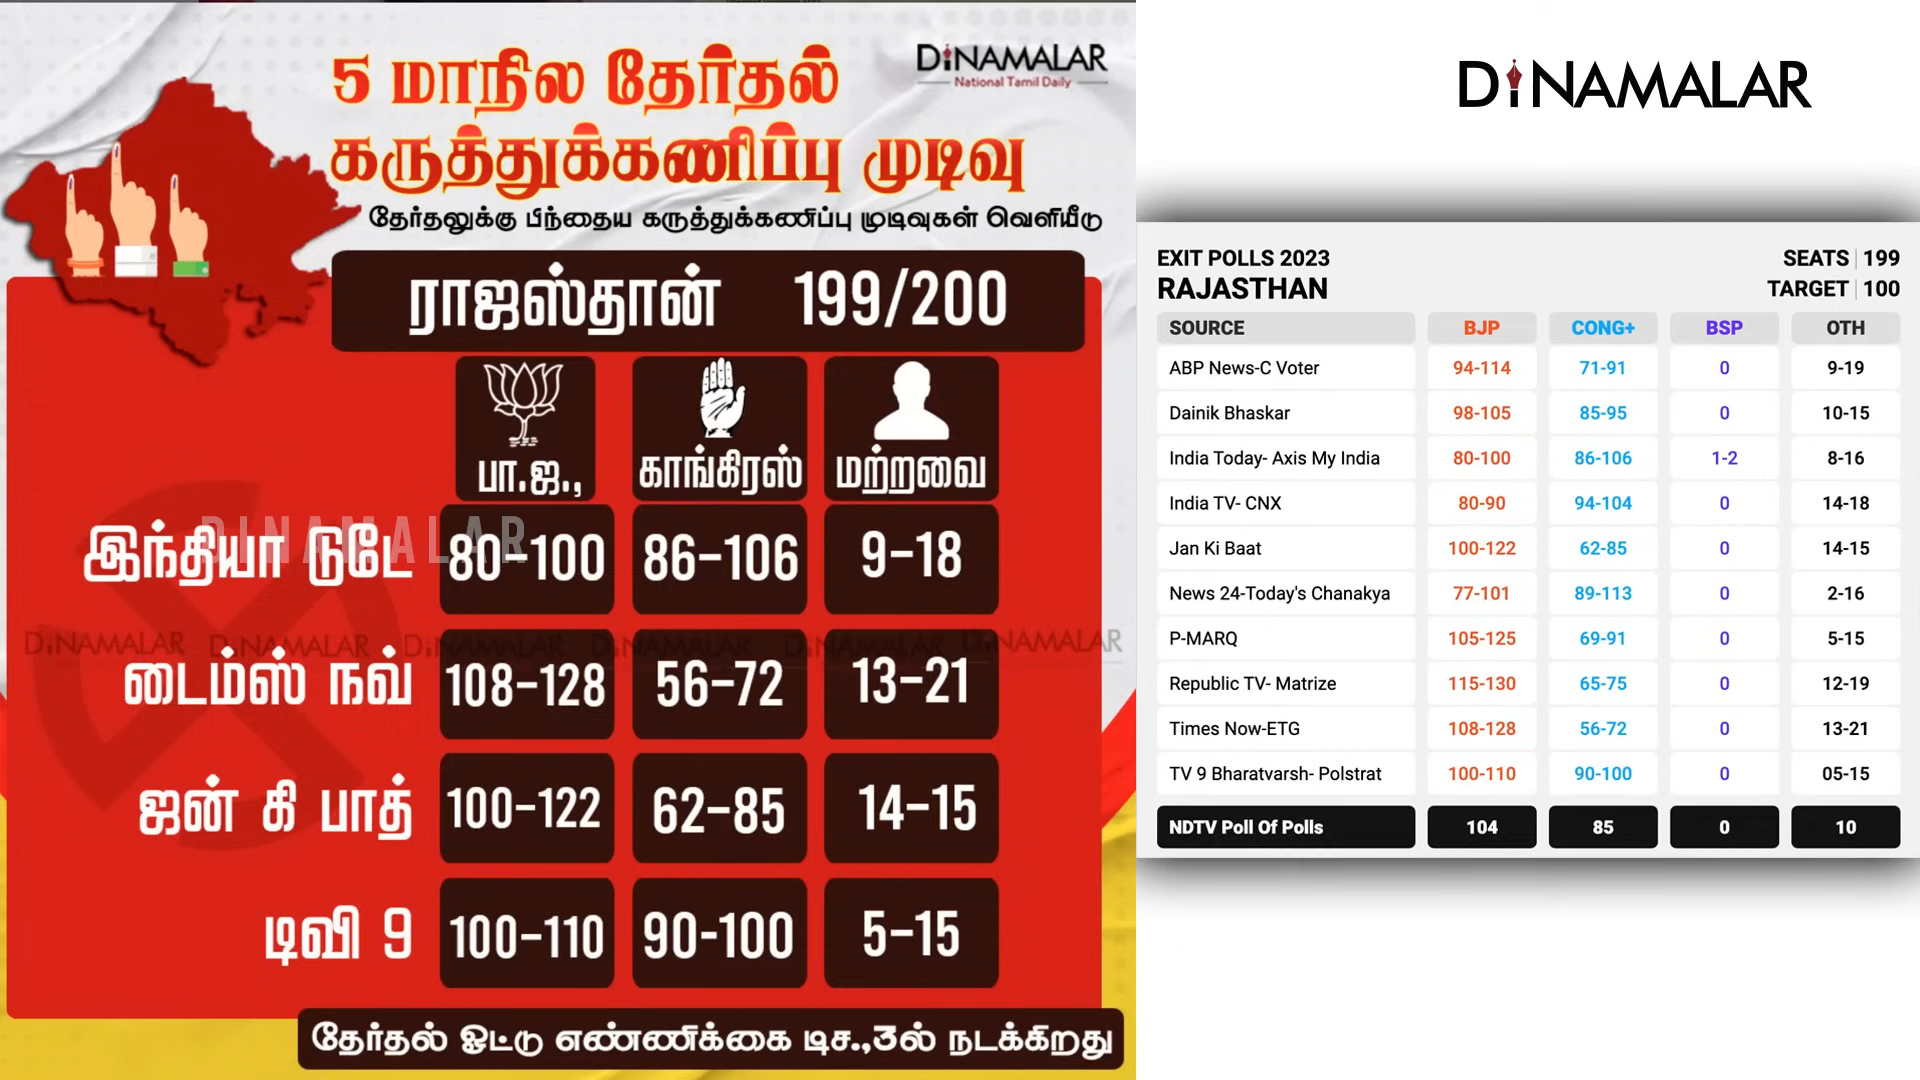 5 மாநில தேர்தல்
கருத்துக்கணிப்பு முடிவு
DiNAMALAR
National Tamil Daily
தேர்தலுக்கு பிந்தைய கருத்துக்கணிப்பு முடிவுகள் வெளியீடு
ராஜஸ்தான் 199/200
பா.ஜ., காங்கிரஸ் மற்றவை
இந்தியா டுடே 80-100 86-106 9-18
டைம்ஸ் நவ் 108-128 56-72 13-21
ஜன் கி பாத் 100-122 62-85 14-15
டிவி 9 100-110 90-100 5-15
தேர்தல் ஓட்டு எண்ணிக்கை டிச.,3ல் நடக்கிறது
DINAMALAR
DiNAMALAR DiNAMALAR DiNAMALAR DiNAMALAR DiNAMALAR DiNAMALAR
DiNAMALAR
EXIT POLLS 2023 SEATS | 199
RAJASTHAN TARGET | 100
SOURCE BJP CONG+ BSP OTH
ABP News-C Voter 94-114 71-91 0 9-19
Dainik Bhaskar 98-105 85-95 0 10-15
India Today- Axis My India 80-100 86-106 1-2 8-16
India TV- CNX 80-90 94-104 0 14-18
Jan Ki Baat 100-122 62-85 0 14-15
News 24-Today's Chanakya 77-101 89-113 0 2-16
P-MARQ 105-125 69-91 0 5-15
Republic TV- Matrize 115-130 65-75 0 12-19
Times Now-ETG 108-128 56-72 0 13-21
TV 9 Bharatvarsh- Polstrat 100-110 90-100 0 05-15
NDTV Poll Of Polls 104 85 0 10